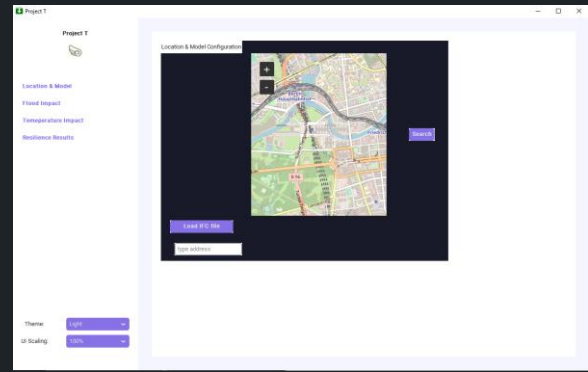 Project T
Project T
Location & Model
Flood Impact
Temeperature Impact
Resilience Results
Theme:
Light
UI Scaling:
100%
Location & Model Configuration
+
-
Search
Load IFC file
type address